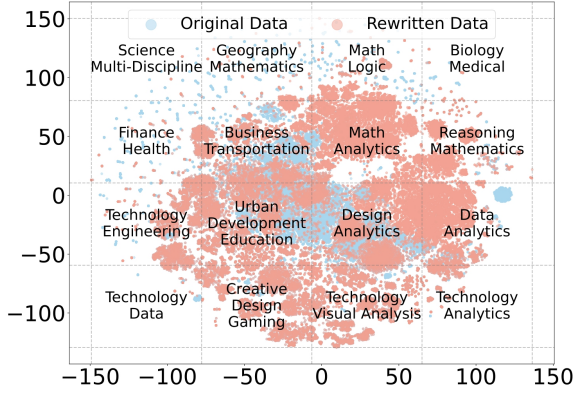 Original Data Rewritten Data
150
100
50
0
−50
−100
Science
Multi-Discipline
Geography
Mathematics
Math
Logic
Biology
Medical
Finance
Health
Business
Transportation
Math
Analytics
Reasoning
Mathematics
Technology
Engineering
Urban
Development
Education
Design
Analytics
Data
Analytics
Technology
Data
Creative
Design
Gaming
Technology
Visual Analysis
Technology
Analytics
−150 −100 −50 0 50 100 150